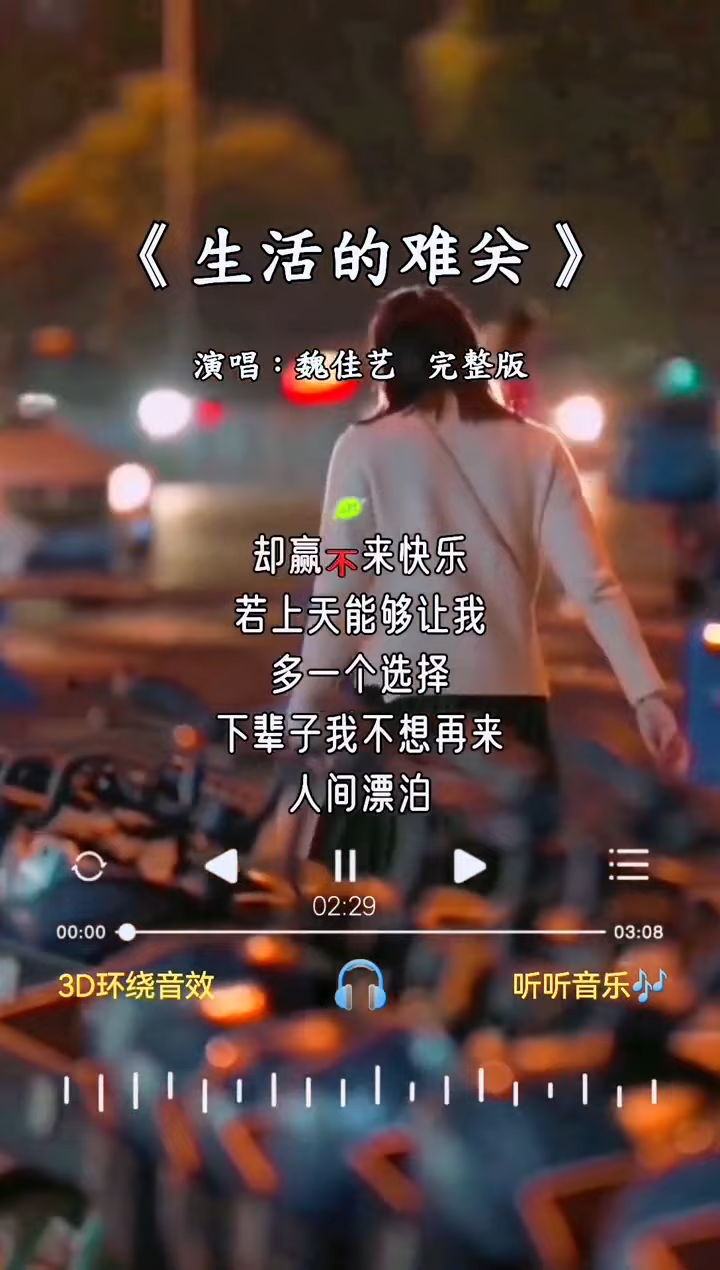 《生活的难关》
演唱：魏佳艺 完整版
却赢不来快乐
若上天能够让我
多一个选择
下辈子我不想再来
人间漂泊
02:29
00:00 03:08
3D环绕音效 听听音乐